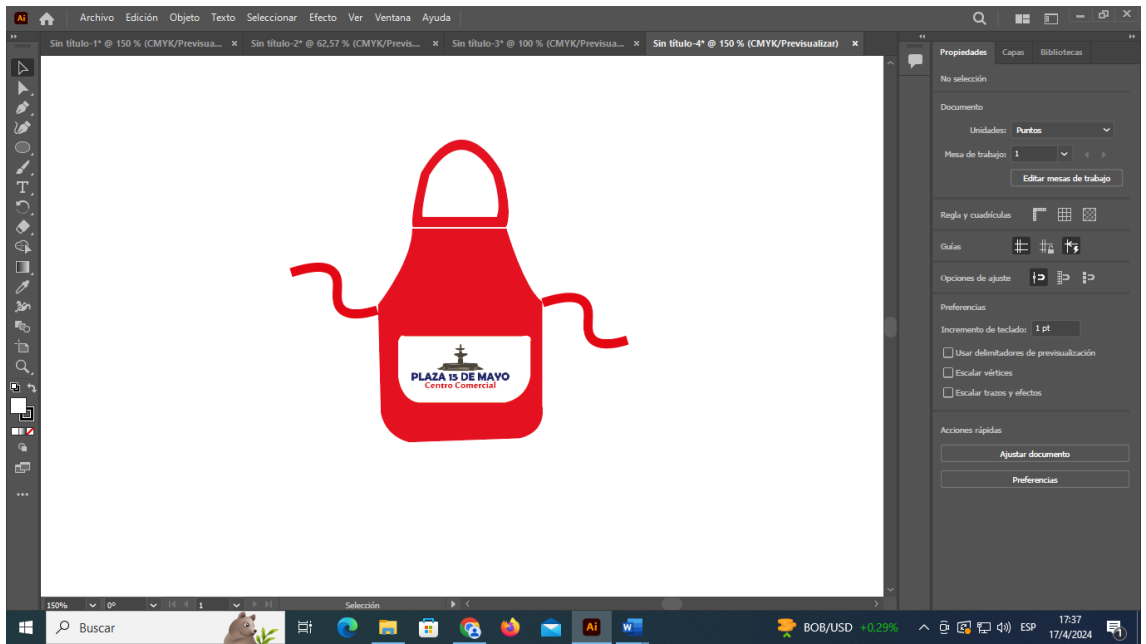 Ai Archivo Edición Objeto Texto Seleccionar Efecto Ver Ventana Ayuda
Sin título-1* @ 150 % (CMYK/Previsua... × Sin título-2* @ 62,57 % (CMYK/Previs... × Sin título-3* @ 100 % (CMYK/Previsua... × Sin título-4* @ 150 % (CMYK/Previsualizar) ×
Propiedades Capas Bibliotecas
No selección
Documento
Unidades: Puntos
Mesa de trabajo: 1
Editar mesas de trabajo
Regla y cuadrículas
Guías
Opciones de ajuste
Preferencias
Incremento de teclado: 1 pt
Usar delimitadores de previsualización
Escalar vértices
Escalar trazos y efectos
Acciones rápidas
Ajustar documento
Preferencias
PLAZA 15 DE MAYO
Centro Comercial
150% 0° 1 Selección
Buscar
Ai
W
BOB/USD +0,29%
ESP
17:37
17/4/2024
1